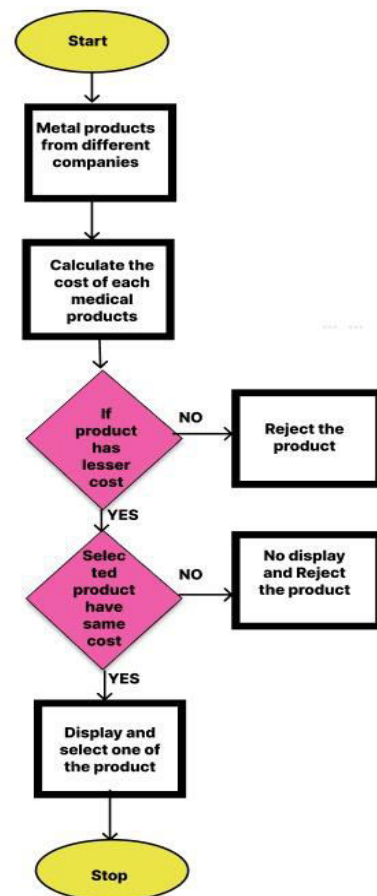 Start
Metal products
from different
companies
Calculate the
cost of each
medical
products
If
product
has
lesser
cost
NO
Reject the
product
YES
Selec
ted
product
have
same
cost
NO
No display
and Reject
the product
YES
Display and
select one of
the product
Stop